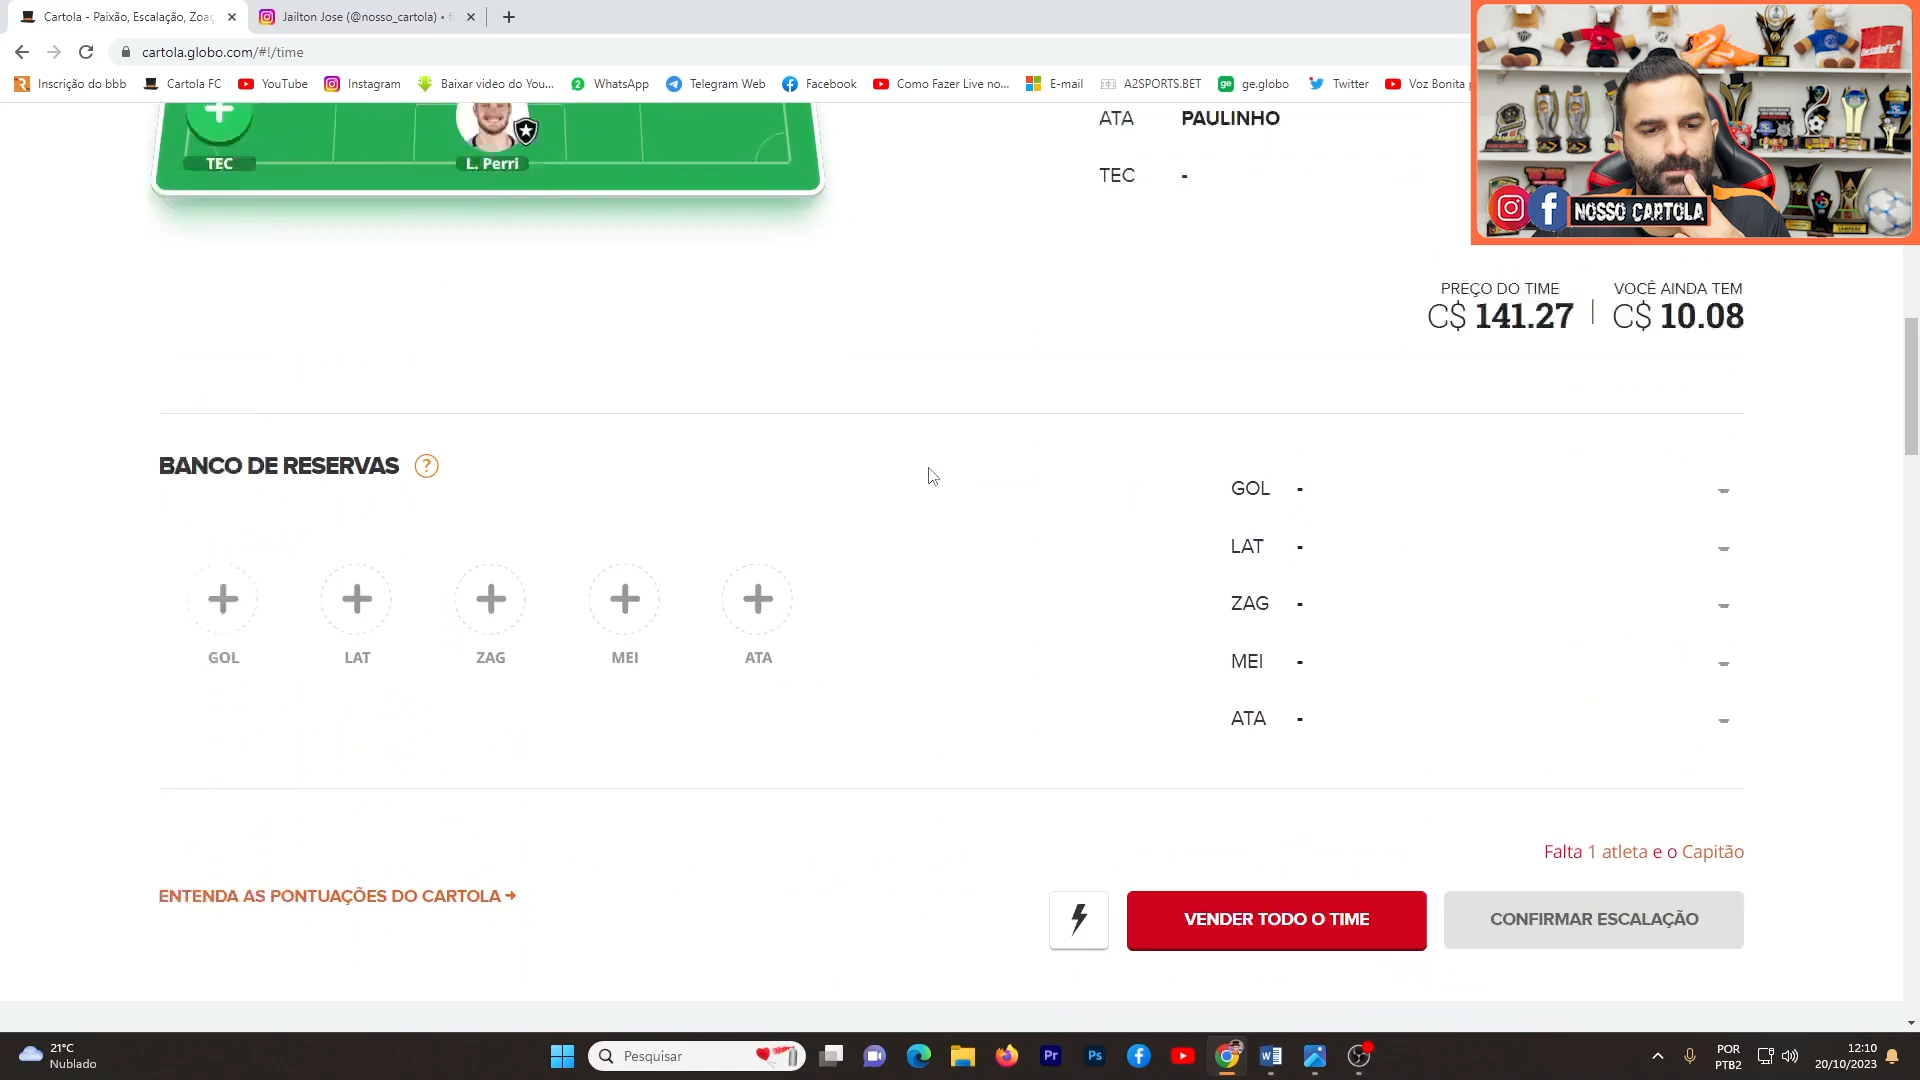 Cartola - Paixão, Escalação, Zoaç
Jailton Jose (@nosso_cartola) •
cartola.globo.com/#!/time
Inscrição do bbb
Cartola FC
YouTube
Instagram
Baixar video do You...
WhatsApp
Telegram Web
Facebook
Como Fazer Live no...
E-mail
A2SPORTS.BET
ge.globo
Twitter
Voz Bonita
NOSSO CARTOLA
TEC
L. Perri
ATA PAULINHO
TEC -
PREÇO DO TIME
C$ 141.27
VOCÊ AINDA TEM
C$ 10.08
BANCO DE RESERVAS ?
GOL
LAT
ZAG
MEI
ATA
GOL - -
LAT - -
ZAG - -
MEI - -
ATA - -
Falta 1 atleta e o Capitão
ENTENDA AS PONTUAÇÕES DO CARTOLA
VENDER TODO O TIME
CONFIRMAR ESCALAÇÃO
21°C
Nublado
Pesquisar
Pr
Ps
POR
PTB2
12:10
20/10/2023